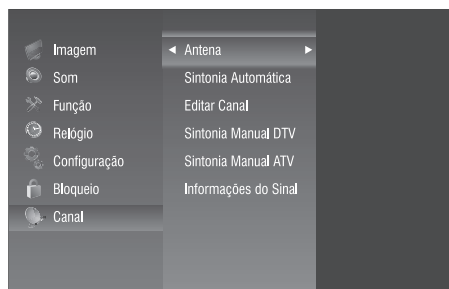 Imagem
Som
Função
Relógio
Configuração
Bloqueio
Canal
Antena
Sintonia Automática
Editar Canal
Sintonia Manual DTV
Sintonia Manual ATV
Informações do Sinal